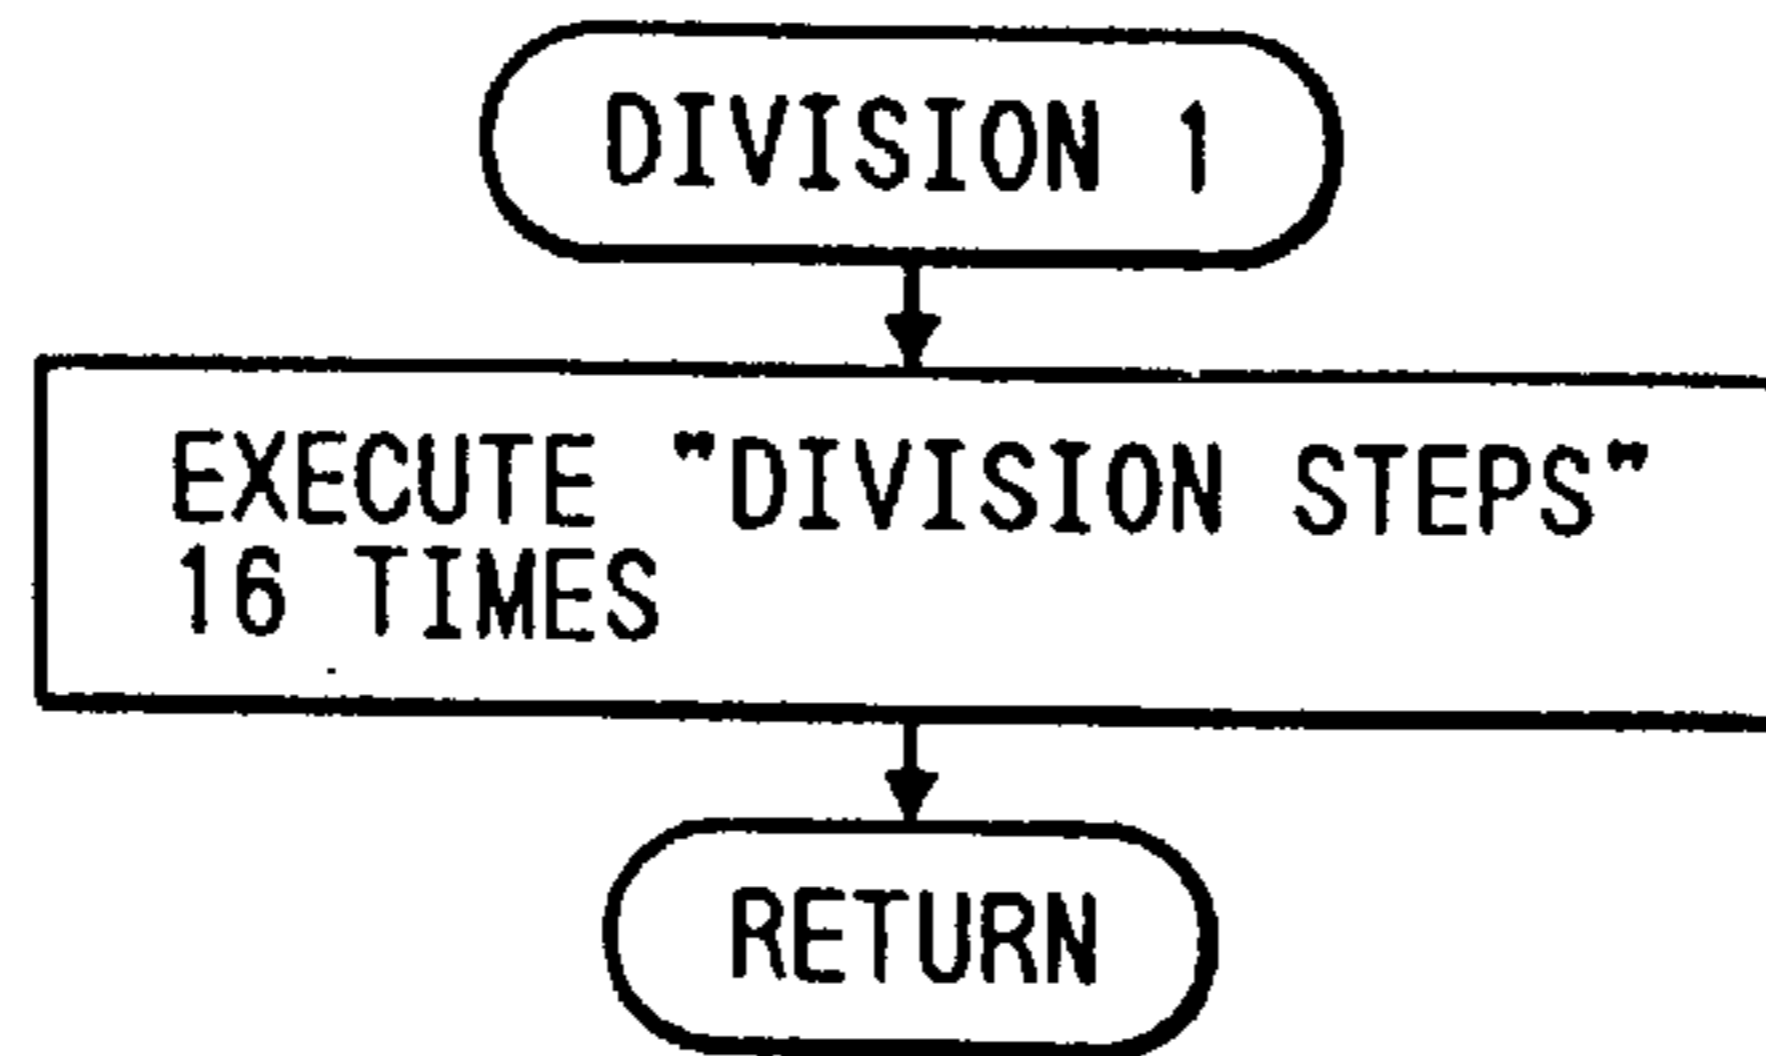 DIVISION 1
EXECUTE "DIVISION STEPS"
16 TIMES
RETURN